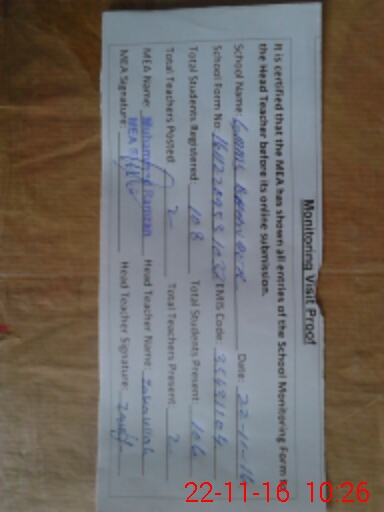 Monitoring Visit Proof
It is certified that the MEA has shown all entries of the School Monitoring Form to
the Head Teacher before its online submission.
School Name: Date: 22-11-16
School Form No: EMIS Code:
Total Students Registered: 108 Total Students Present: 106
Total Teachers Posted: 2 Total Teachers Present: 2
MEA Name: Muhammad Ramzan Head Teacher Name:
MEA Signature: MEA Head Teacher Signature:
22-11-16 10:26